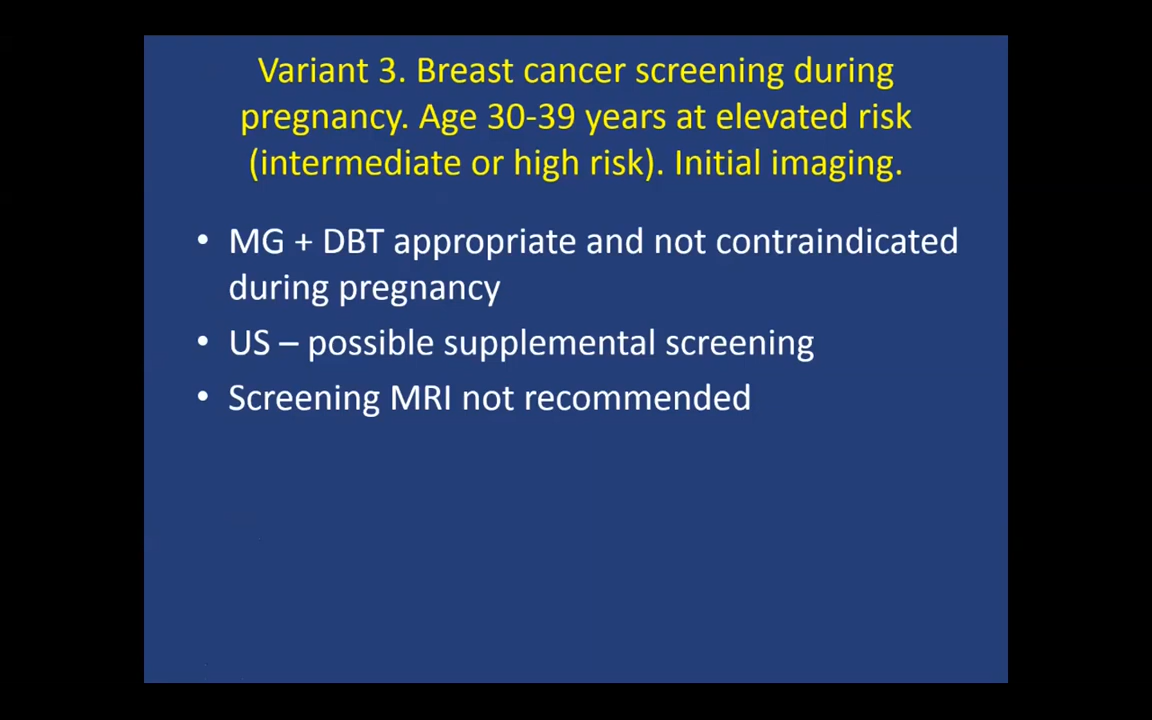 Variant 3. Breast cancer screening during
pregnancy. Age 30-39 years at elevated risk
(intermediate or high risk). Initial imaging.
• MG + DBT appropriate and not contraindicated
during pregnancy
• US – possible supplemental screening
• Screening MRI not recommended